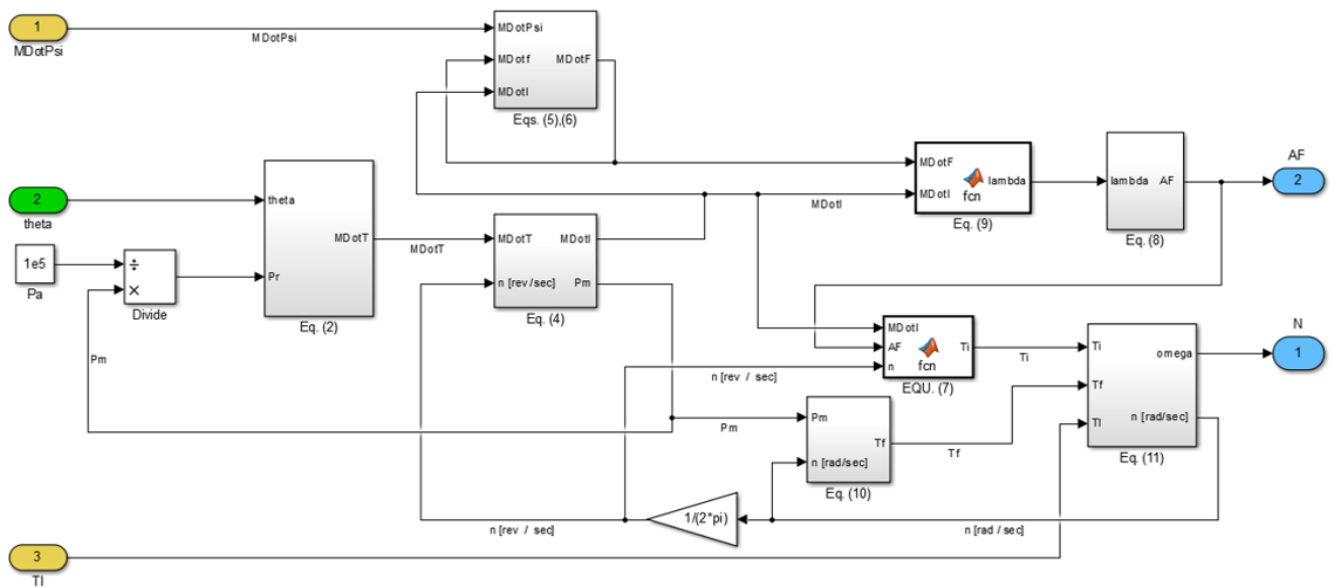 1
MDotPsi
MDotPsi
MDotPsi
MDotf
MDotI
MDotF
Eqs. (5),(6)
2
theta
1e5
Pa
÷
×
Divide
Pm
theta
Pr
MDotT
Eq. (2)
MDotT
MDotT
n [rev/sec]
MDotI
Pm
Eq. (4)
MDotI
MDotF
MDotI
fcn
lambda
Eq. (9)
lambda
AF
Eq. (8)
AF
2
MDotI
AF
n
fcn
Ti
EQU. (7)
Ti
n [rev / sec]
Pm
Pm
n [rad/sec]
Tf
Eq. (10)
Tf
Ti
Tf
Tl
omega
n [rad/sec]
Eq. (11)
N
1
1/(2*pi)
n [rev / sec]
n [rad / sec]
3
Tl